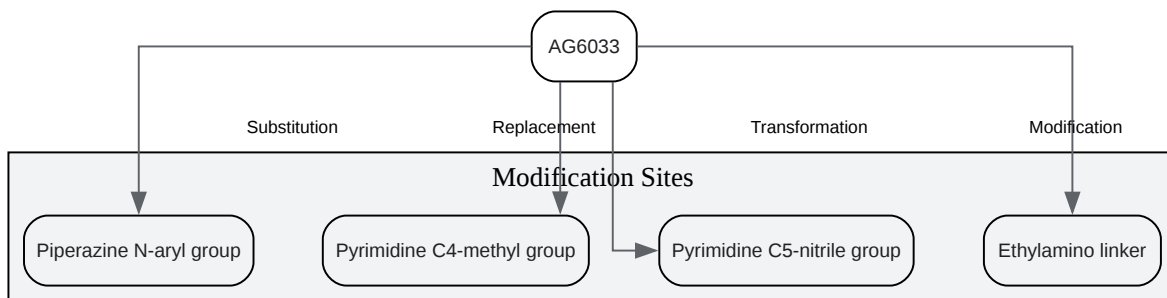 AG6033
Substitution
Replacement
Transformation
Modification
Modification Sites
Piperazine N-aryl group
Pyrimidine C4-methyl group
Pyrimidine C5-nitrile group
Ethylamino linker